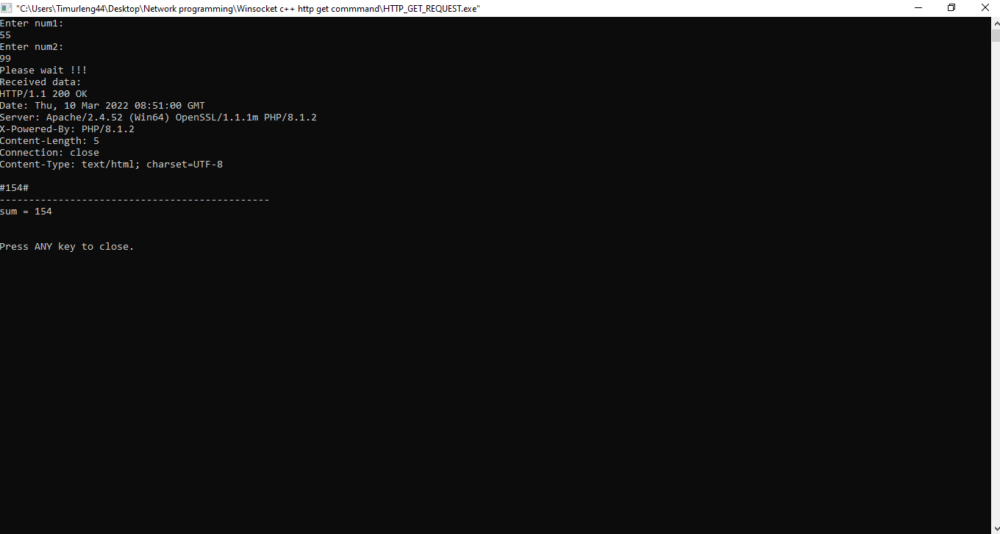 "C:\Users\Timurleng44\Desktop\Network programming\Winsocket c++ http get commmand\HTTP_GET_REQUEST.exe"
Enter num1:
55
Enter num2:
99
Please wait !!!
Received data:
HTTP/1.1 200 OK
Date: Thu, 10 Mar 2022 08:51:00 GMT
Server: Apache/2.4.52 (Win64) OpenSSL/1.1.1m PHP/8.1.2
X-Powered-By: PHP/8.1.2
Content-Length: 5
Connection: close
Content-Type: text/html; charset=UTF-8

#154#
----------------------------------------------
sum = 154


Press ANY key to close.